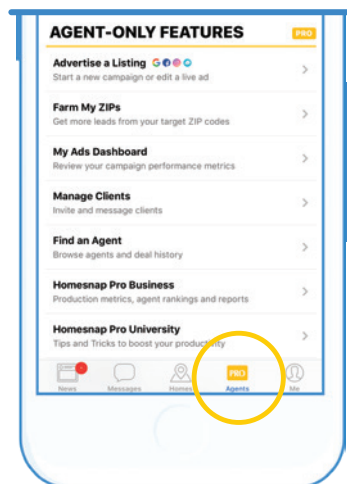 AGENT-ONLY FEATURES PRO
Advertise a Listing
Start a new campaign or edit a live ad
Farm My ZIPs
Get more leads from your target ZIP codes
My Ads Dashboard
Review your campaign performance metrics
Manage Clients
Invite and message clients
Find an Agent
Browse agents and deal history
Homesnap Pro Business
Production metrics, agent rankings and reports
Homesnap Pro University
Tips and Tricks to boost your productivity
PRO
News Messages Homes Agents Me